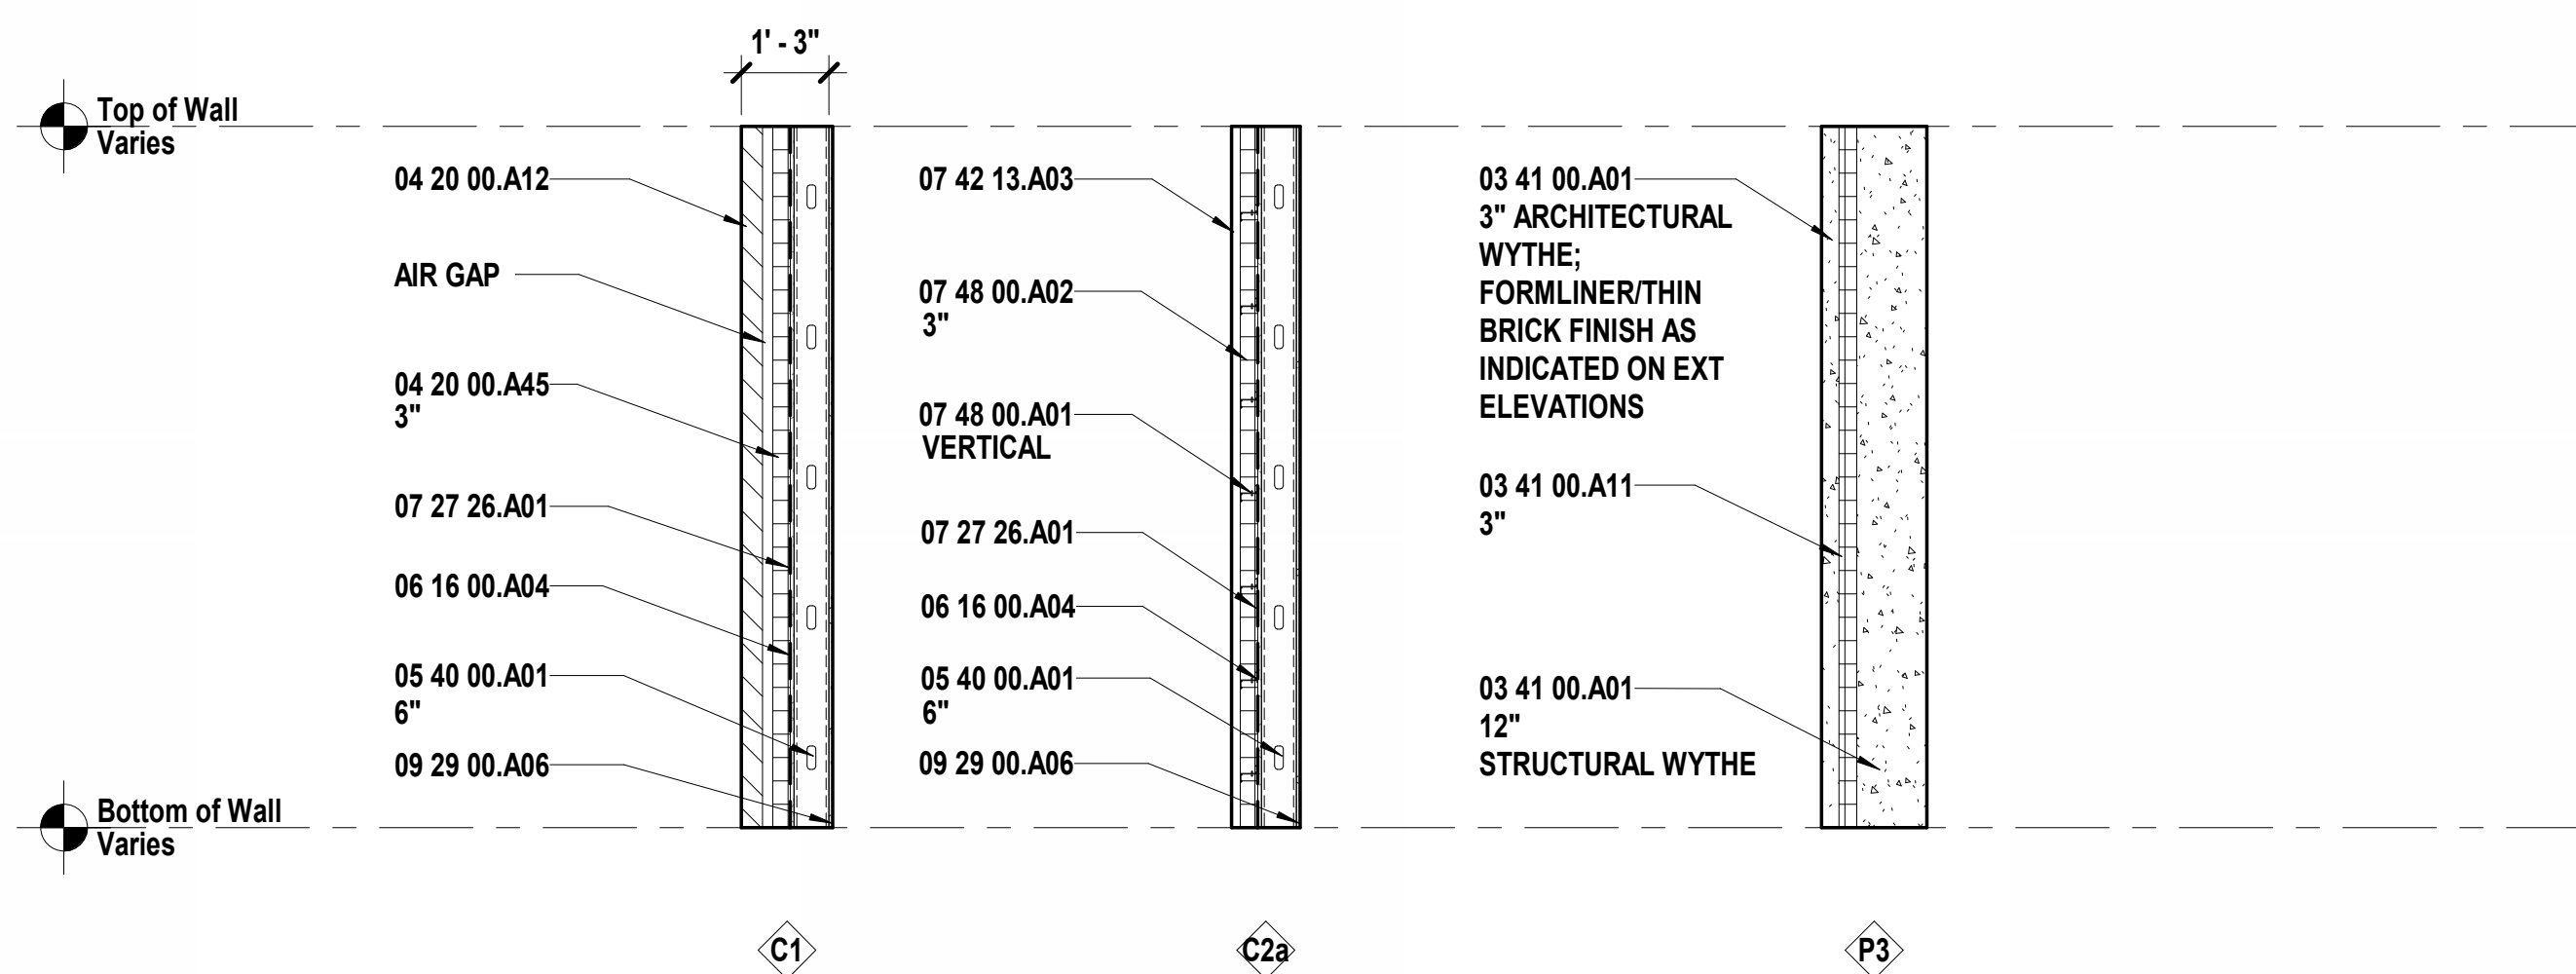 1' - 3"
Top of Wall
Varies
04 20 00.A12
AIR GAP
04 20 00.A45
3"
07 27 26.A01
06 16 00.A04
05 40 00.A01
6"
09 29 00.A06
07 42 13.A03
07 48 00.A02
3"
07 48 00.A01
VERTICAL
07 27 26.A01
06 16 00.A04
05 40 00.A01
6"
09 29 00.A06
03 41 00.A01
3" ARCHITECTURAL
WYTHE;
FORMLINER/THIN
BRICK FINISH AS
INDICATED ON EXT
ELEVATIONS
03 41 00.A11
3"
03 41 00.A01
12"
STRUCTURAL WYTHE
Bottom of Wall
Varies
C1
C2a
P3